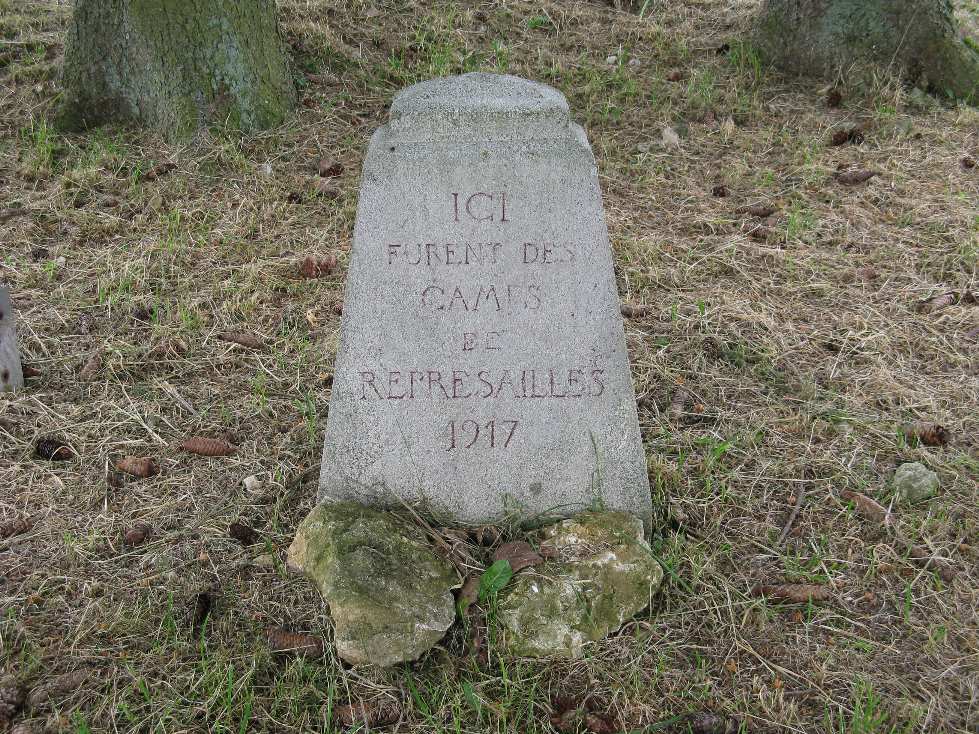 ICI
FURENT DES
CAMPS
DE
REPRESAILLES
1917